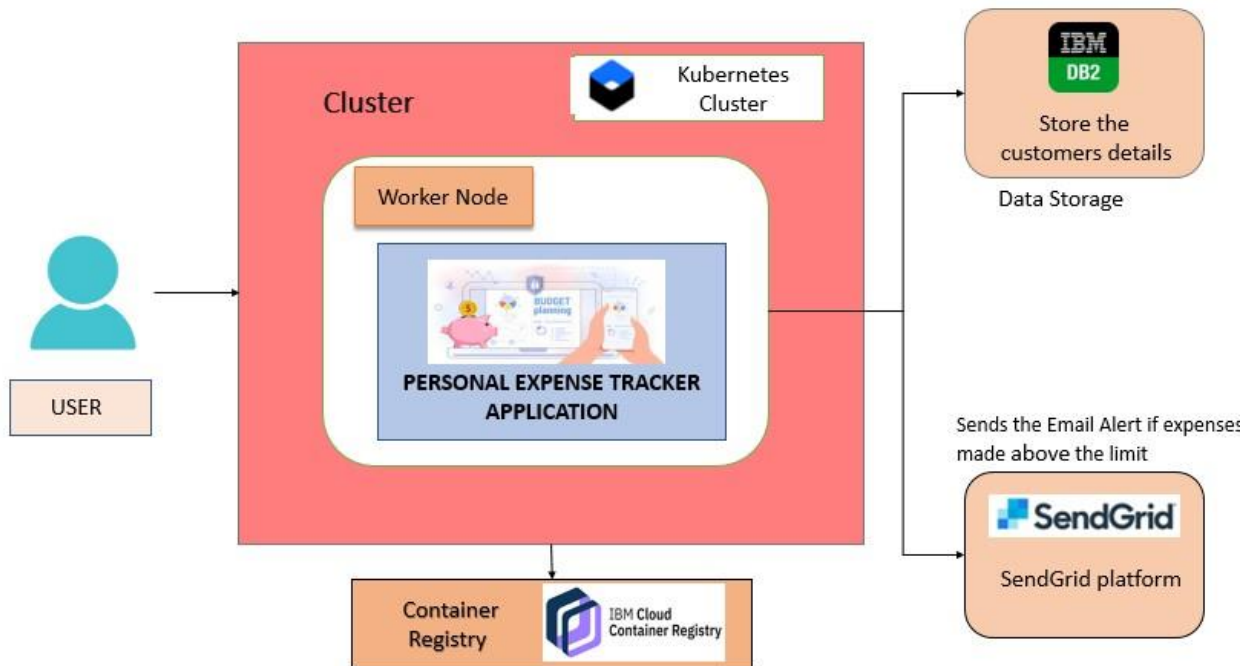 IBM
DB2
Store the
customers details
Data Storage
Kubernetes
Cluster
Cluster
Worker Node
BUDGET
planning
PERSONAL EXPENSE TRACKER
APPLICATION
USER
Sends the Email Alert if expenses
made above the limit
SendGrid
SendGrid platform
Container
Registry
IBM Cloud
Container Registry